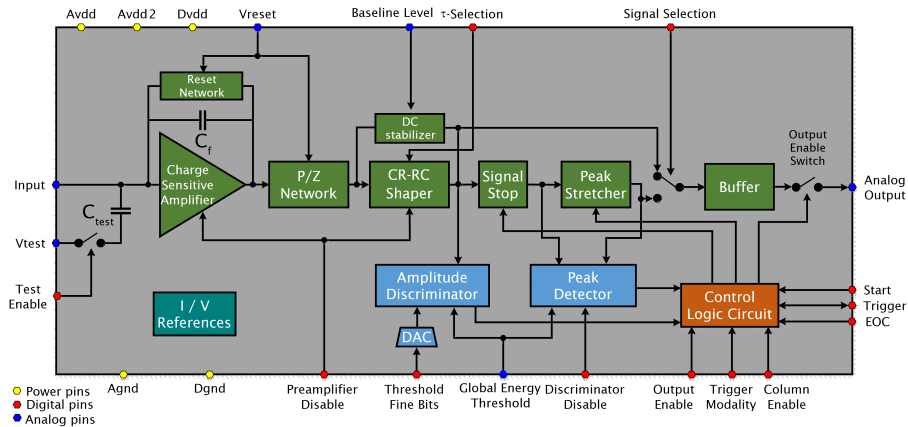 Avdd
Avdd2
Dvdd
Vreset
Baseline Level
τ-Selection
Signal Selection
Reset
Network
Cf
DC
stabilizer
Output
Enable
Switch
Input
Charge
Sensitive
Amplifier
P/Z
Network
CR-RC
Shaper
Signal
Stop
Peak
Stretcher
Buffer
Analog
Output
Ctest
Vtest
Test
Enable
I / V
References
Amplitude
Discriminator
Peak
Detector
Control
Logic Circuit
Start
Trigger
EOC
DAC
Agnd
Dgnd
Preamplifier
Disable
Threshold
Fine Bits
Global Energy
Threshold
Discriminator
Disable
Output
Enable
Trigger
Modality
Column
Enable
Power pins
Digital pins
Analog pins